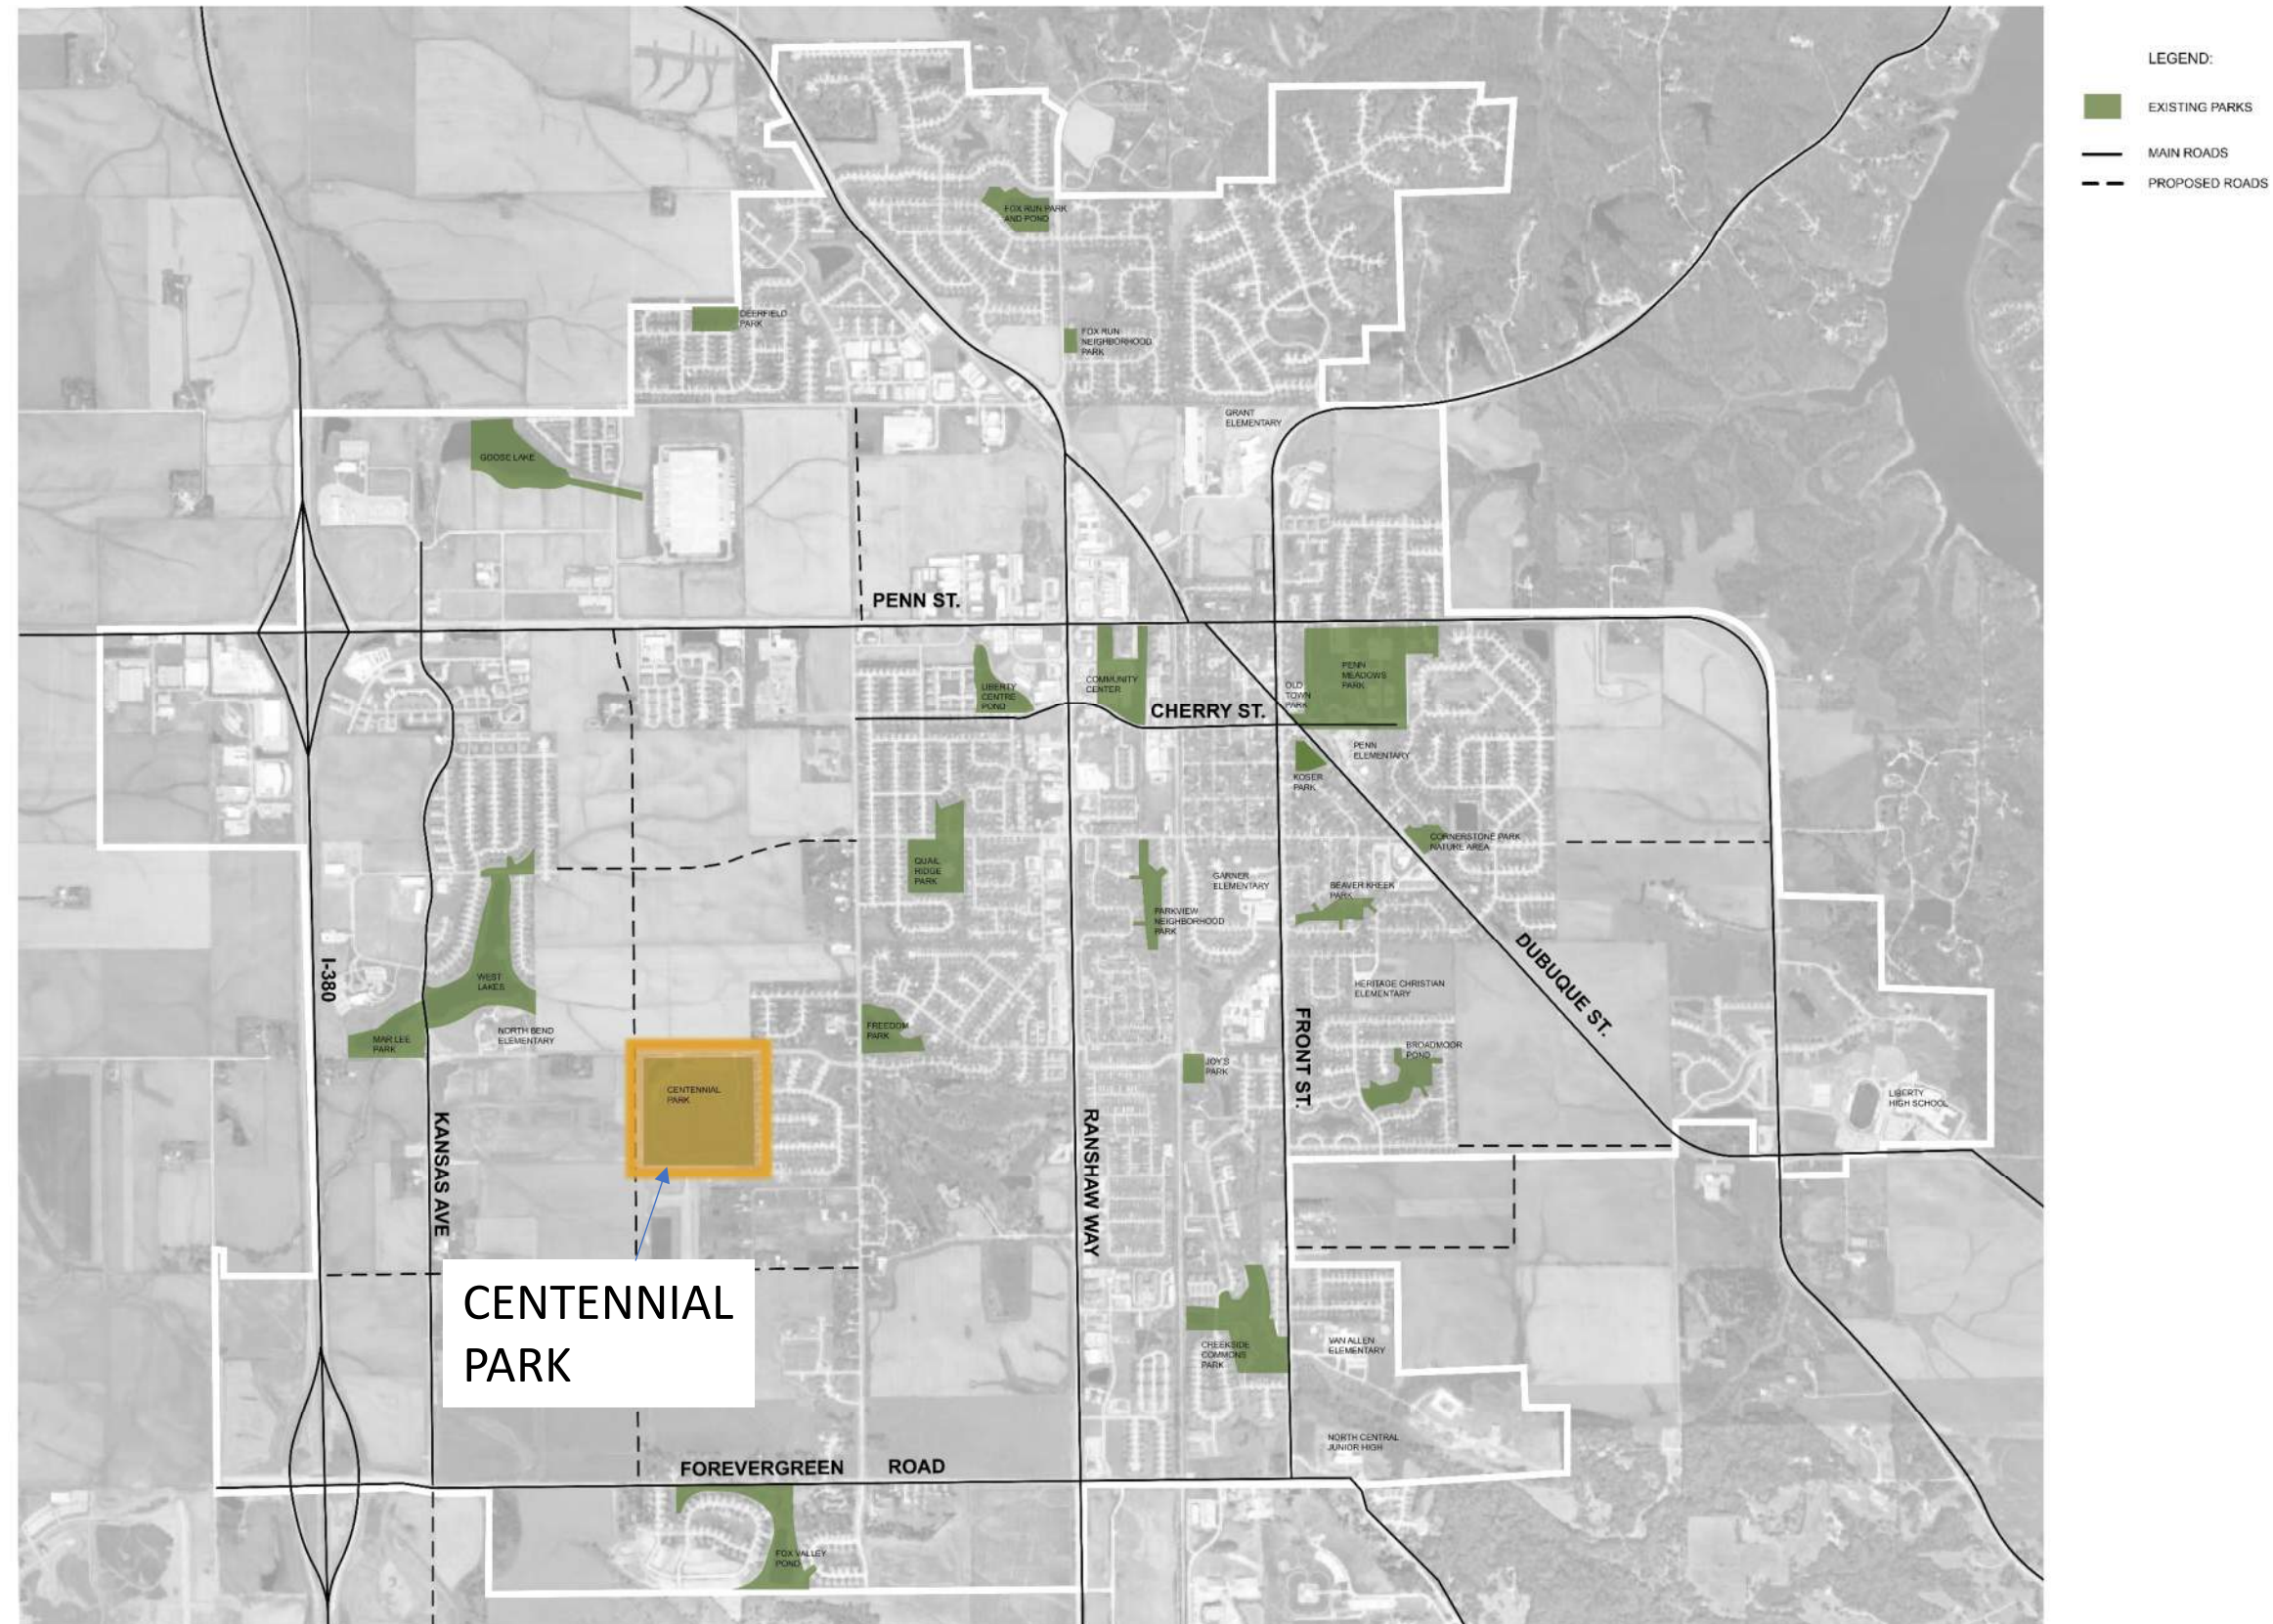 LEGEND:
EXISTING PARKS
MAIN ROADS
PROPOSED ROADS
FOX RUN PARK
AND POND
DEERFIELD
PARK
FOX RUN
NEIGHBORHOOD
PARK
GRANT
ELEMENTARY
GOOSE LAKE
PENN ST.
LIBERTY
CENTRE
POND
COMMUNITY
CENTER
PENN
MEADOWS
PARK
OLD
TOWN
PARK
CHERRY ST.
PENN
ELEMENTARY
KOSER
PARK
CORNERSTONE PARK
NATURE AREA
QUAIL
RIDGE
PARK
GARNER
ELEMENTARY
BEAVER KREEK
PARK
PARKVIEW
NEIGHBORHOOD
PARK
DUBUQUE ST.
I-380
WEST
LAKES
HERITAGE CHRISTIAN
ELEMENTARY
NORTH BEND
ELEMENTARY
MAR LEE
PARK
FREEDOM
PARK
FRONT ST.
BROADMOOR
POND
JOY'S
PARK
CENTENNIAL
PARK
LIBERTY
HIGH SCHOOL
KANSAS AVE
RANSHAW WAY
CENTENNIAL
PARK
CREEKSIDE
COMMONS
PARK
VAN ALLEN
ELEMENTARY
NORTH CENTRAL
JUNIOR HIGH
FOREVERGREEN ROAD
FOX VALLEY
POND